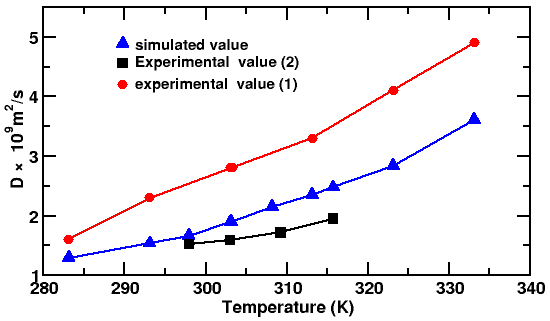 5
4
3
2
1
D × 10⁹m²/s
simulated value
Experimental value (2)
experimental value (1)
280 290 300 310 320 330 340
Temperature (K)